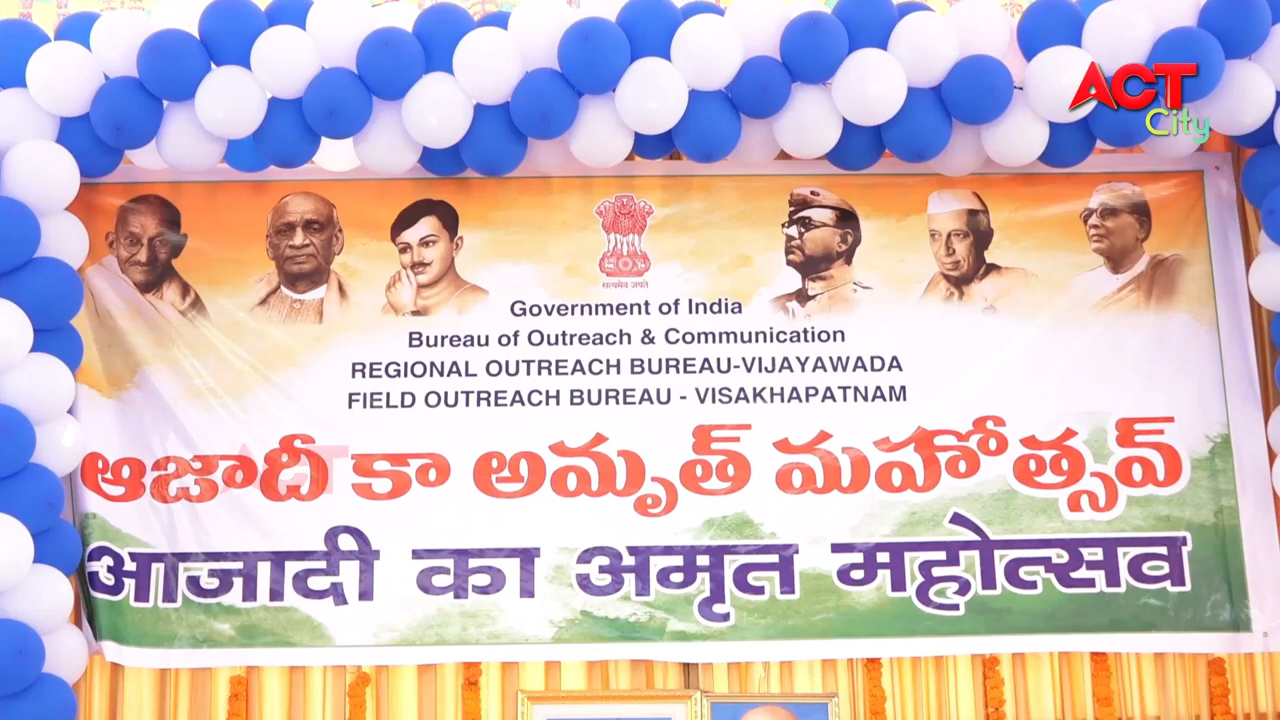 ACT
City
सत्यमेव जयते
Government of India
Bureau of Outreach & Communication
REGIONAL OUTREACH BUREAU-VIJAYAWADA
FIELD OUTREACH BUREAU - VISAKHAPATNAM
ఆజాదీ కా అమృత్ మహోత్సవ్
आजादी का अमृत महोत्सव